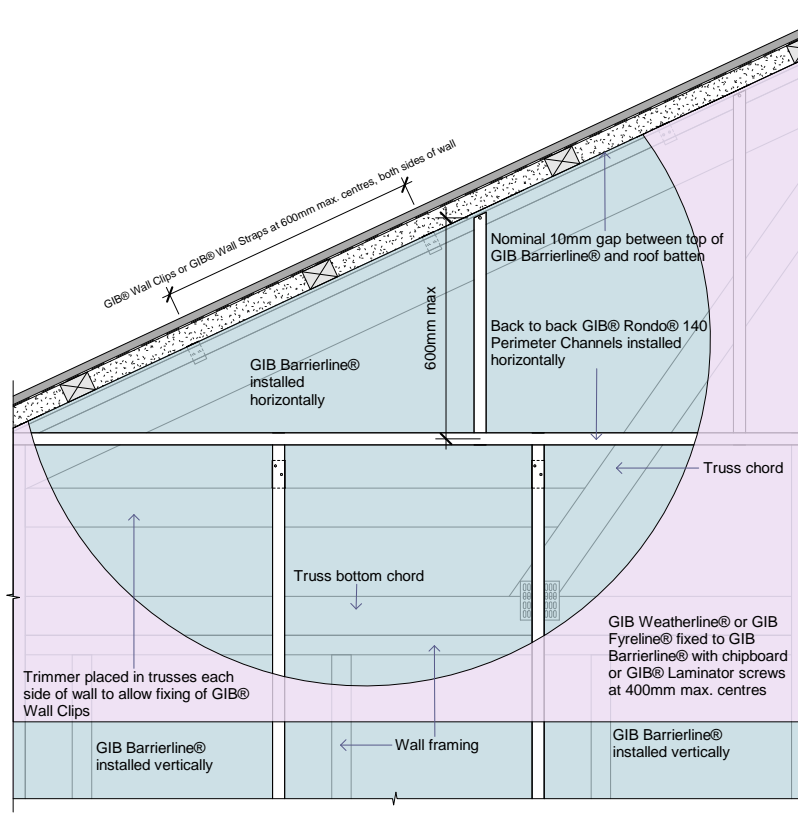 GIB® Wall Clips or GIB® Wall Straps at 600mm max. centres, both sides of wall
Nominal 10mm gap between top of
GIB Barrierline® and roof batten
600mm max
Back to back GIB® Rondo® 140
Perimeter Channels installed
horizontally
GIB Barrierline®
installed
horizontally
Truss chord
Truss bottom chord
GIB Weatherline® or GIB
Fyreline® fixed to GIB
Barrierline® with chipboard
or GIB® Laminator screws
at 400mm max. centres
Trimmer placed in trusses each
side of wall to allow fixing of GIB®
Wall Clips
GIB Barrierline®
installed vertically
Wall framing
GIB Barrierline®
installed vertically